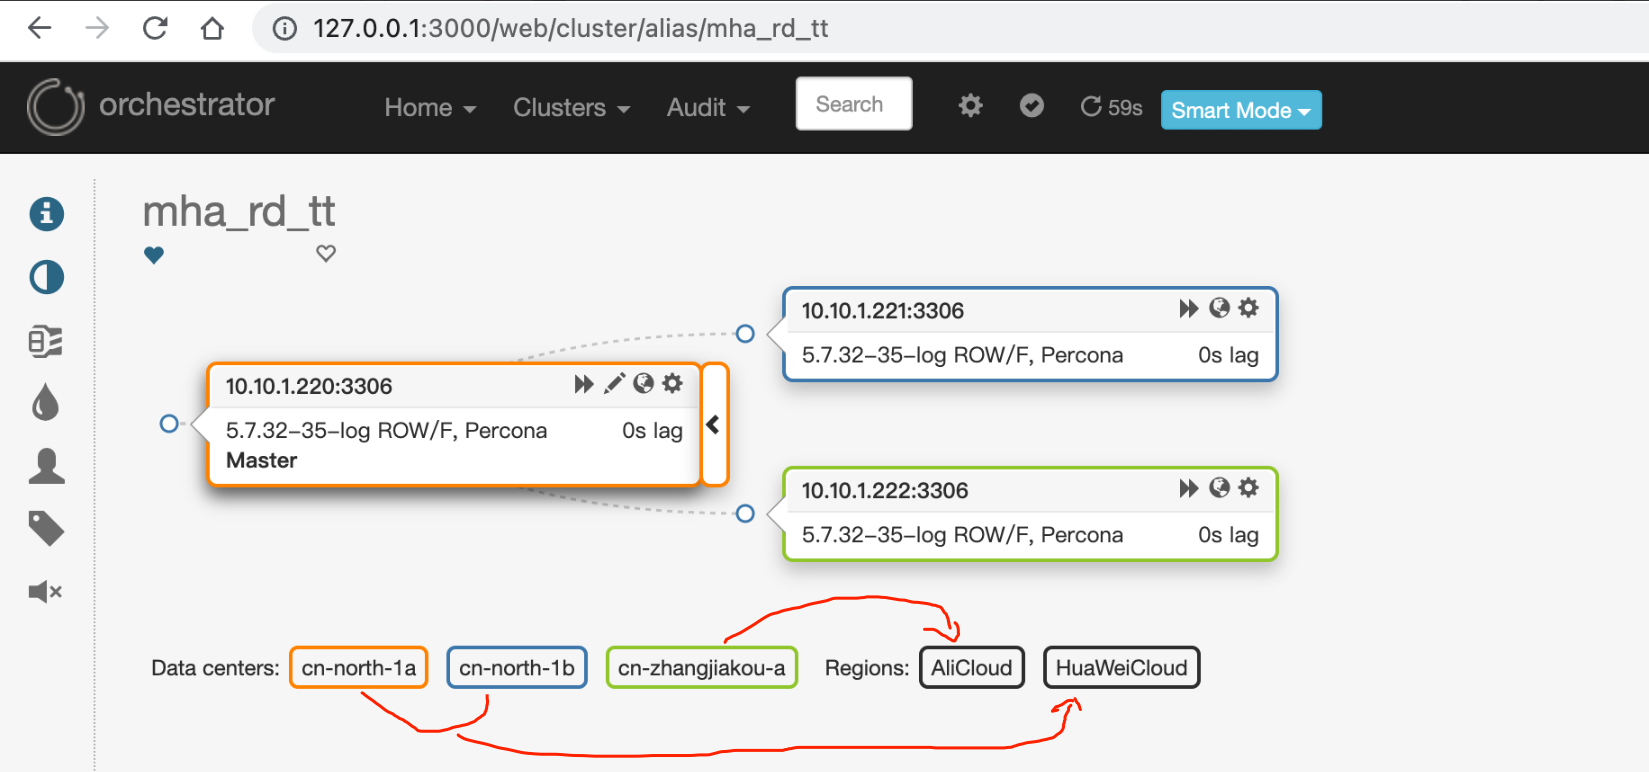 127.0.0.1:3000/web/cluster/alias/mha_rd_tt
orchestrator Home Clusters Audit Search 59s Smart Mode
mha_rd_tt
10.10.1.221:3306
5.7.32-35-log ROW/F, Percona 0s lag
10.10.1.220:3306
5.7.32-35-log ROW/F, Percona 0s lag
Master
10.10.1.222:3306
5.7.32-35-log ROW/F, Percona 0s lag
Data centers: cn-north-1a cn-north-1b cn-zhangjiakou-a Regions: AliCloud HuaWeiCloud